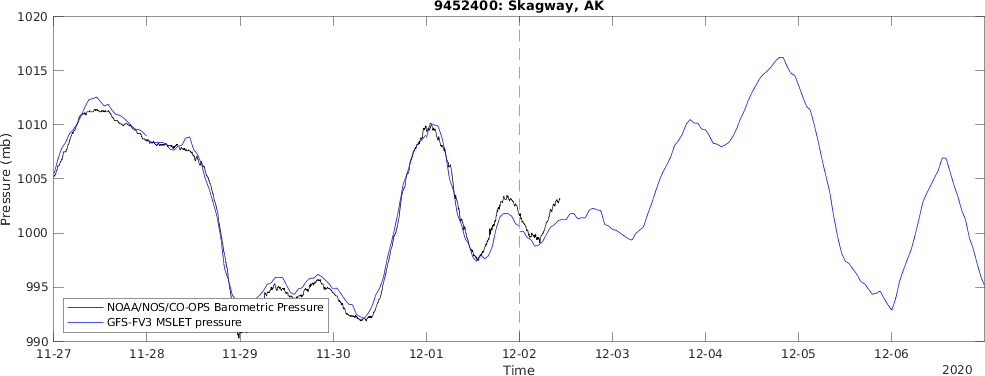 9452400: Skagway, AK
1020
1015
1010
1005
1000
995
990
Pressure (mb)
NOAA/NOS/CO-OPS Barometric Pressure
GFS-FV3 MSLET pressure
11-27 11-28 11-29 11-30 12-01 12-02 12-03 12-04 12-05 12-06
Time
2020